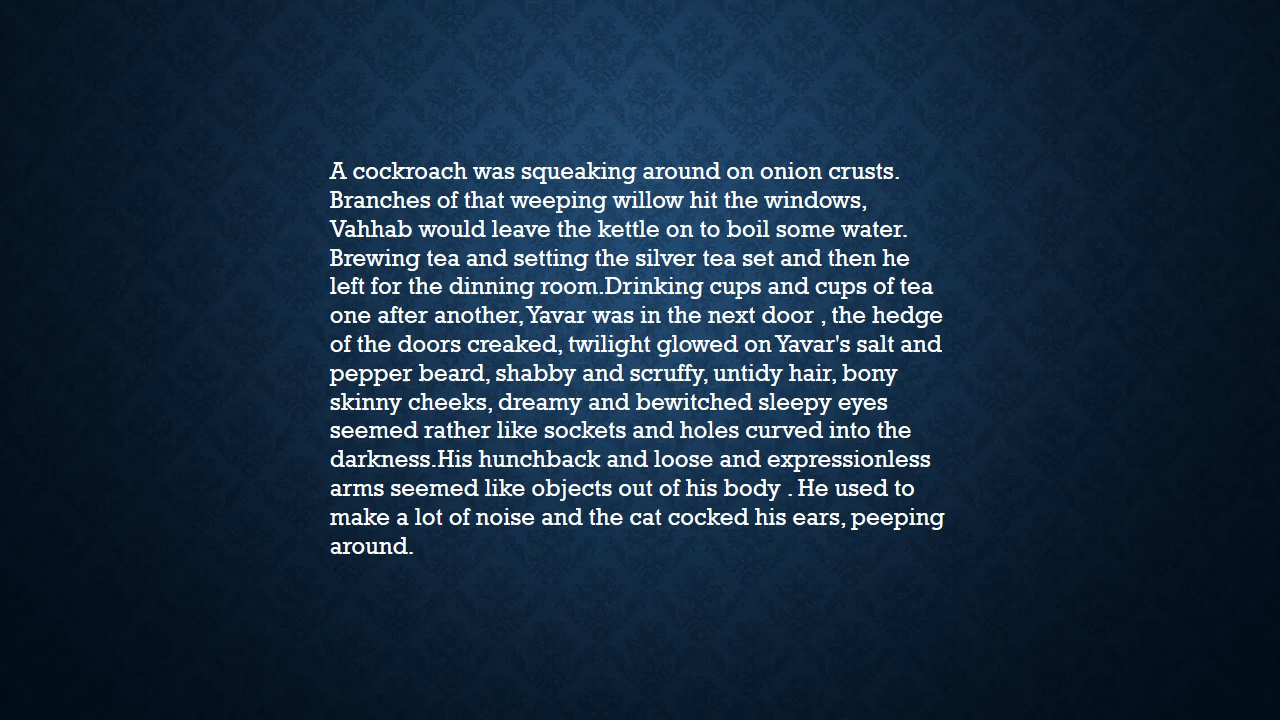 A cockroach was squeaking around on onion crusts.
Branches of that weeping willow hit the windows,
Vahhab would leave the kettle on to boil some water.
Brewing tea and setting the silver tea set and then he
left for the dinning room.Drinking cups and cups of tea
one after another,Yavar was in the next door , the hedge
of the doors creaked, twilight glowed on Yavar's salt and
pepper beard, shabby and scruffy, untidy hair, bony
skinny cheeks, dreamy and bewitched sleepy eyes
seemed rather like sockets and holes curved into the
darkness.His hunchback and loose and expressionless
arms seemed like objects out of his body . He used to
make a lot of noise and the cat cocked his ears, peeping
around.